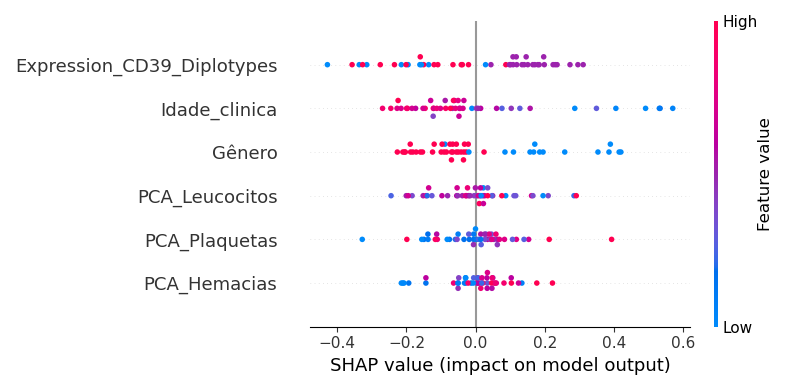 High
Expression_CD39_Diplotypes
Idade_clinica
Gênero
PCA_Leucocitos
PCA_Plaquetas
PCA_Hemacias
Feature value
Low
−0.4 −0.2 0.0 0.2 0.4 0.6
SHAP value (impact on model output)